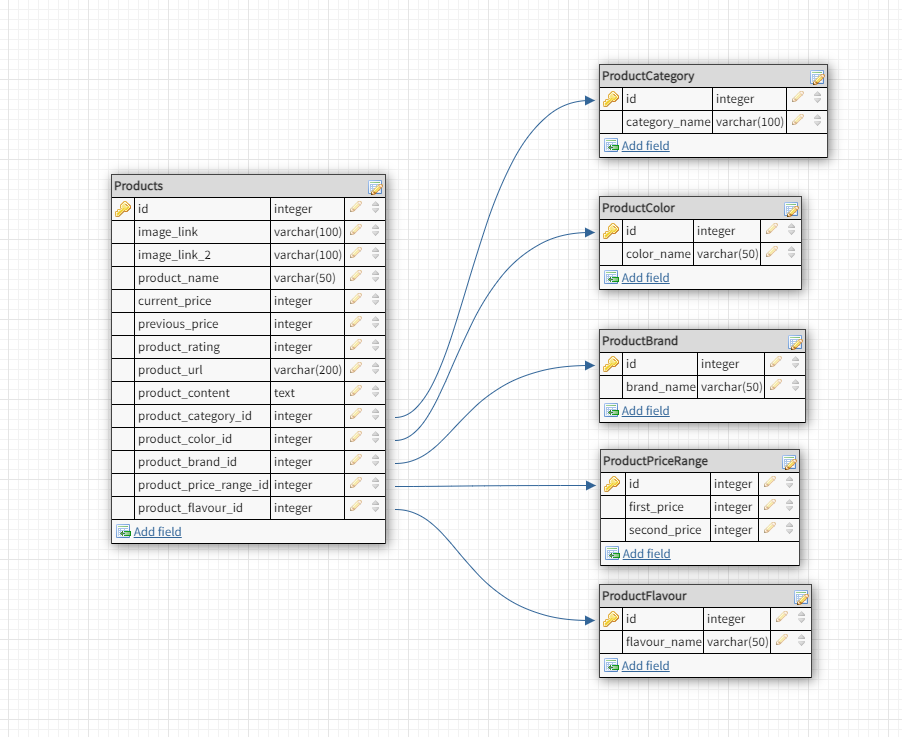 Products
id integer
image_link varchar(100)
image_link_2 varchar(100)
product_name varchar(50)
current_price integer
previous_price integer
product_rating integer
product_url varchar(200)
product_content text
product_category_id integer
product_color_id integer
product_brand_id integer
product_price_range_id integer
product_flavour_id integer
Add field
ProductCategory
id integer
category_name varchar(100)
Add field
ProductColor
id integer
color_name varchar(50)
Add field
ProductBrand
id integer
brand_name varchar(50)
Add field
ProductPriceRange
id integer
first_price integer
second_price integer
Add field
ProductFlavour
id integer
flavour_name varchar(50)
Add field